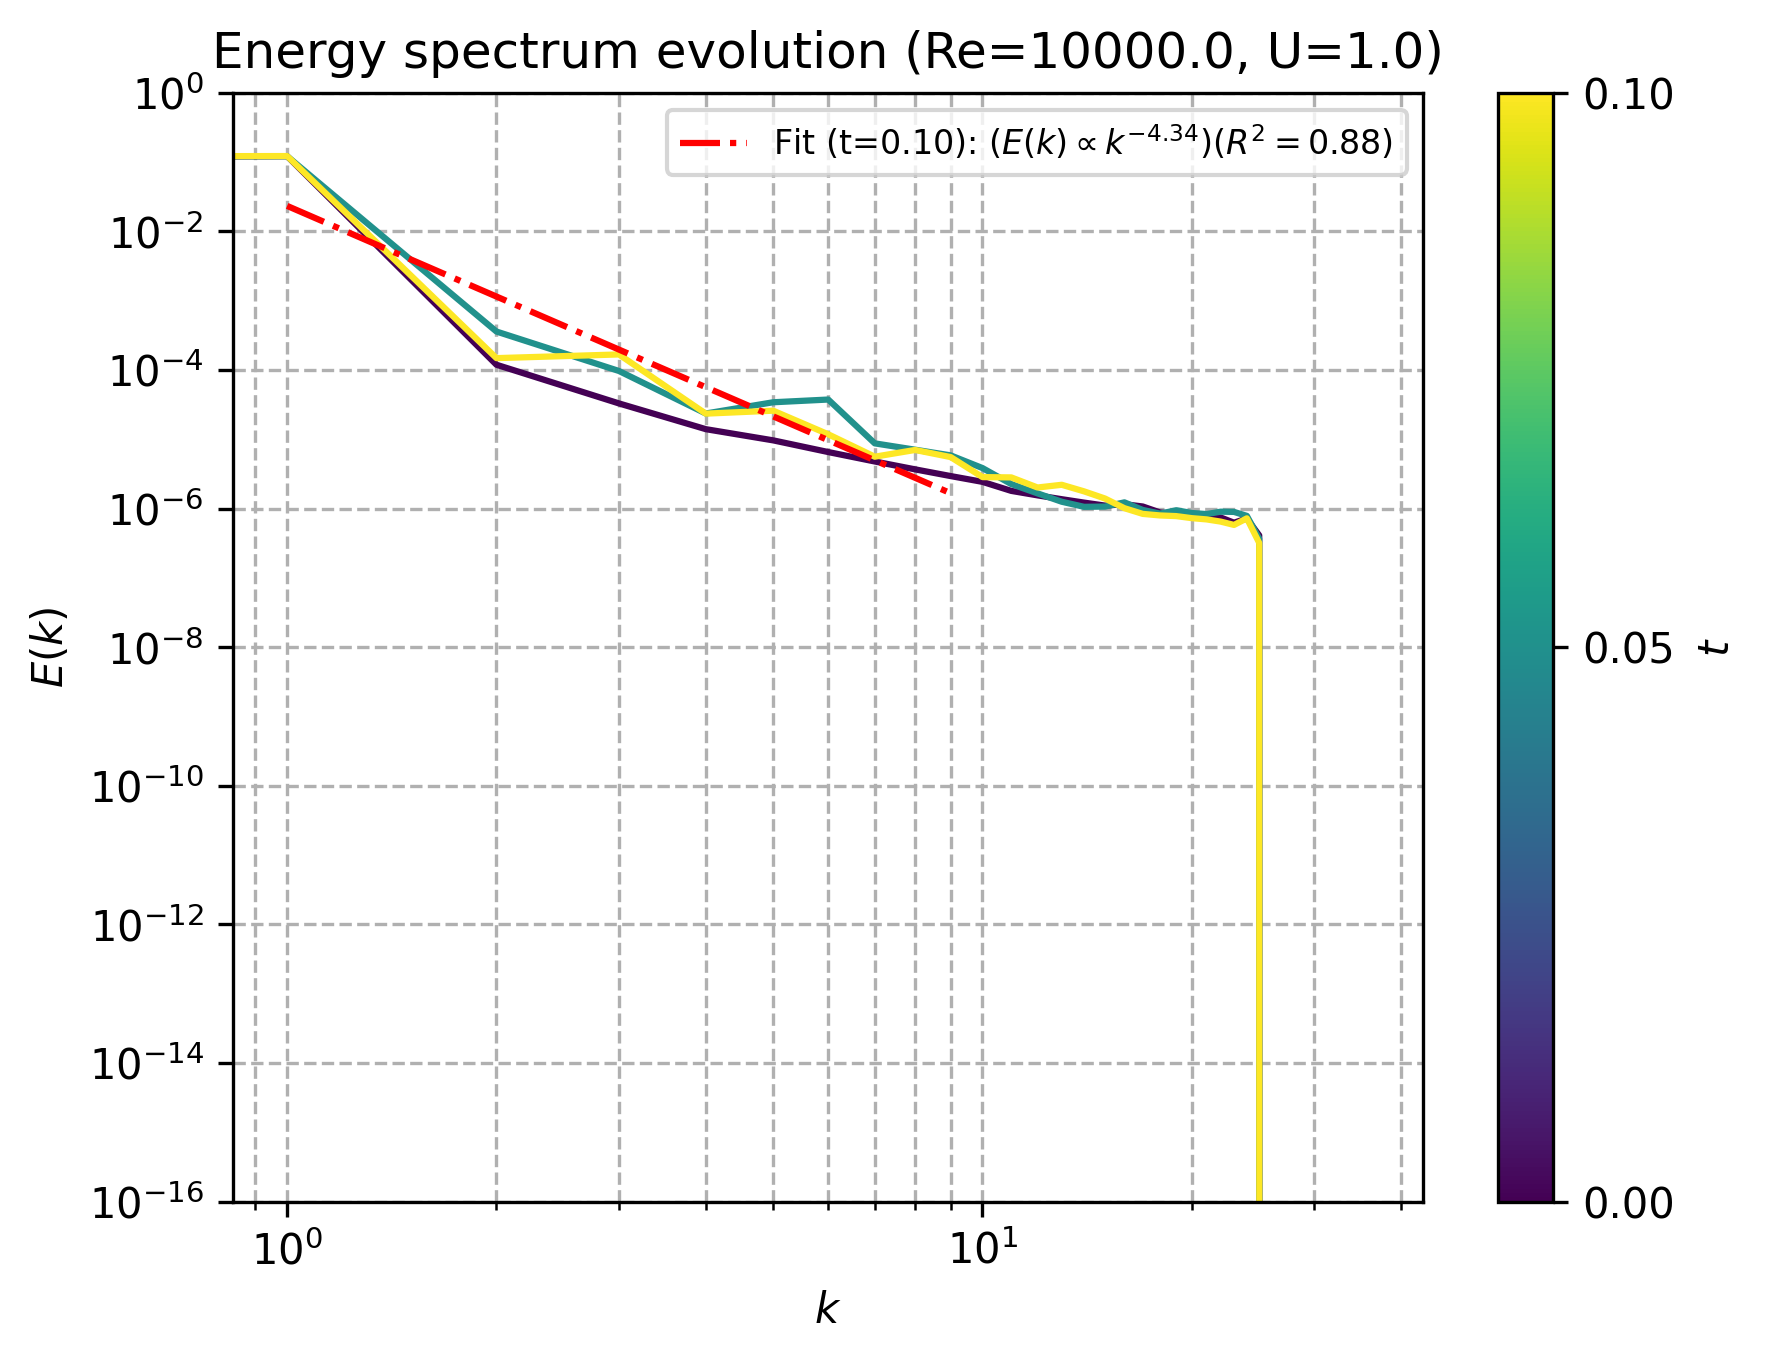 Energy spectrum evolution (Re=10000.0, U=1.0)
Fit (t=0.10): (E(k) ∝ k^{-4.34})(R^2 = 0.88)
10^0
10^{-2}
10^{-4}
10^{-6}
10^{-8}
10^{-10}
10^{-12}
10^{-14}
10^{-16}
E(k)
10^0
10^1
k
0.10
0.05
0.00
t